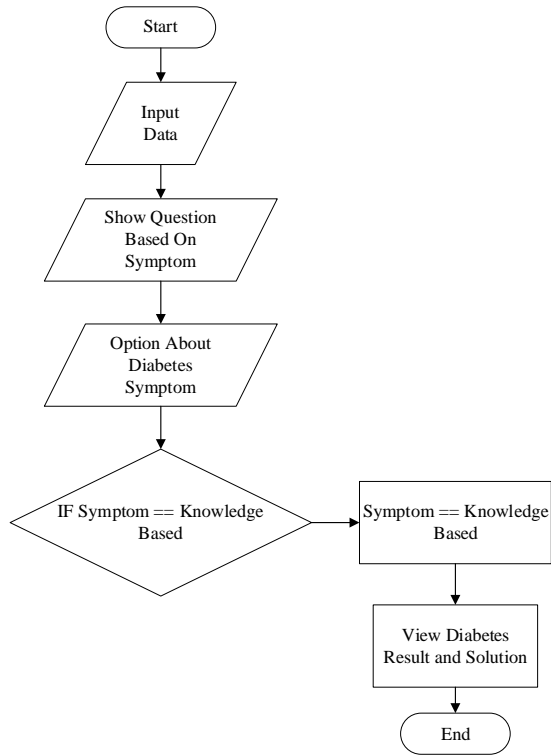 Start
Input
Data
Show Question
Based On
Symptom
Option About
Diabetes
Symptom
IF Symptom == Knowledge
Based
Symptom == Knowledge
Based
View Diabetes
Result and Solution
End